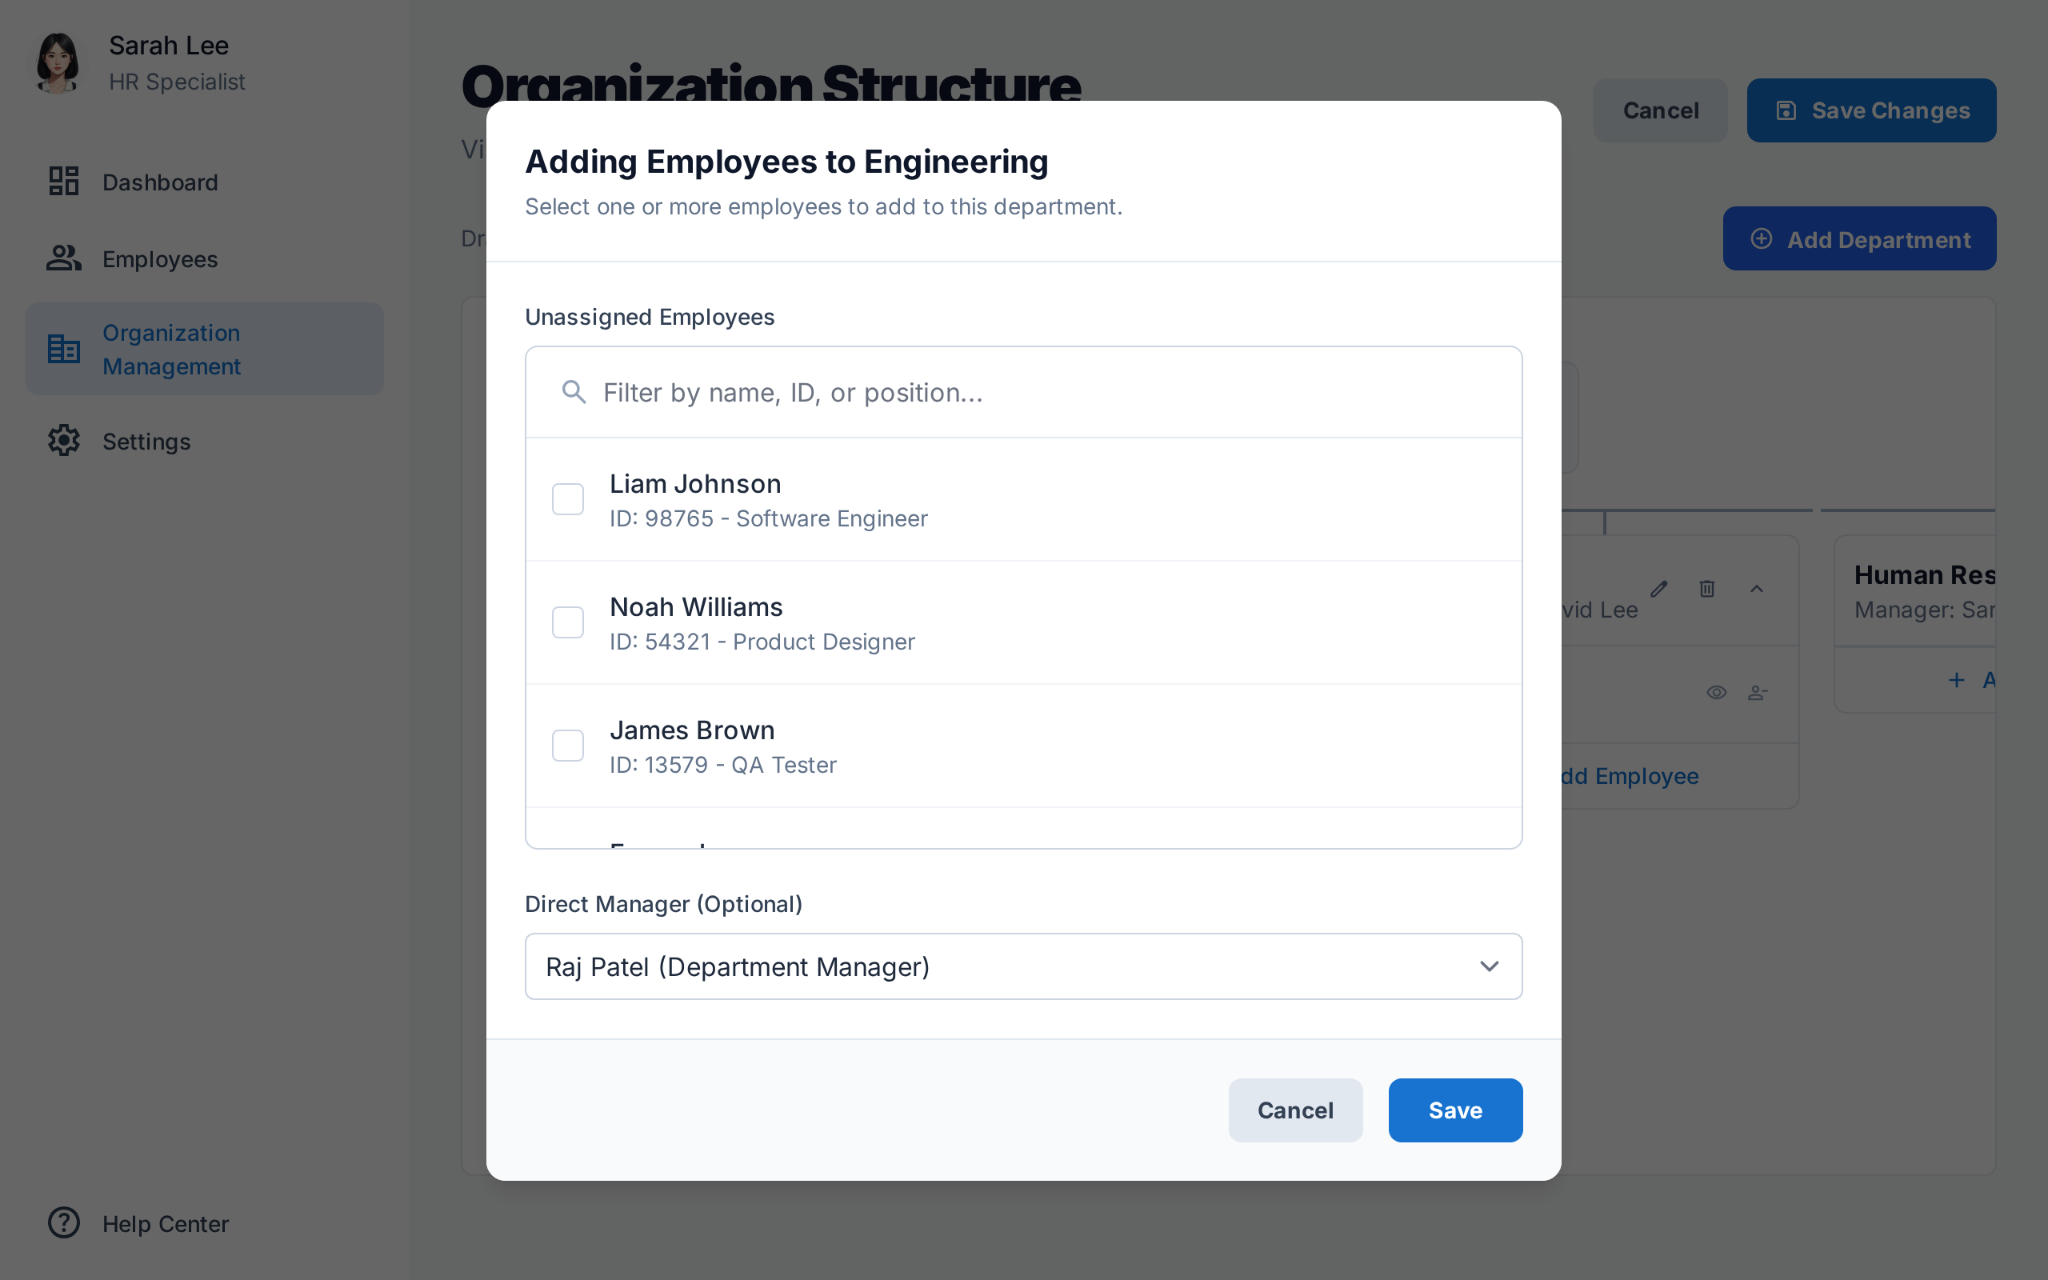 Sarah Lee
HR Specialist
Dashboard
Employees
Organization
Management
Settings
Help Center
Organization Structure
Cancel
Save Changes
Add Department
Adding Employees to Engineering
Select one or more employees to add to this department.
Unassigned Employees
Filter by name, ID, or position...
Liam Johnson
ID: 98765 - Software Engineer
Noah Williams
ID: 54321 - Product Designer
James Brown
ID: 13579 - QA Tester
Direct Manager (Optional)
Raj Patel (Department Manager)
Cancel
Save
vid Lee
dd Employee
Human Res
Manager: Sar